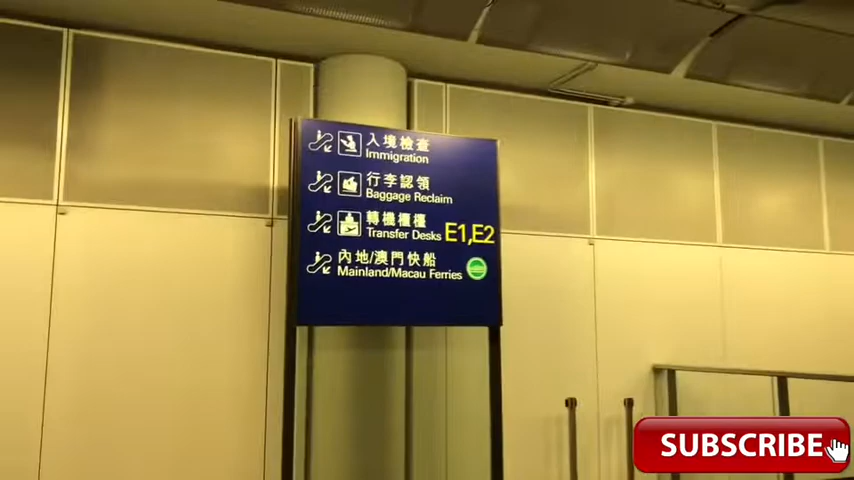 入境檢查
Immigration
行李認領
Baggage Reclaim
轉機櫃檯
Transfer Desks E1,E2
內地/澳門快船
Mainland/Macau Ferries
SUBSCRIBE